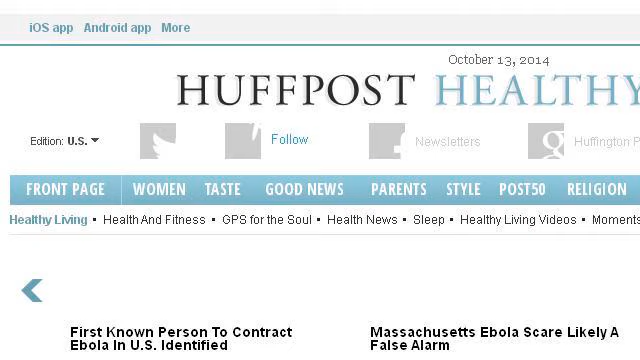 iOS app Android app More
October 13, 2014
HUFFPOST HEALTHY
Edition: U.S. Follow Newsletters Huffington P
FRONT PAGE WOMEN TASTE GOOD NEWS PARENTS STYLE POST50 RELIGION
Healthy Living • Health And Fitness • GPS for the Soul • Health News • Sleep • Healthy Living Videos • Moments
First Known Person To Contract
Ebola In U.S. Identified
Massachusetts Ebola Scare Likely A
False Alarm